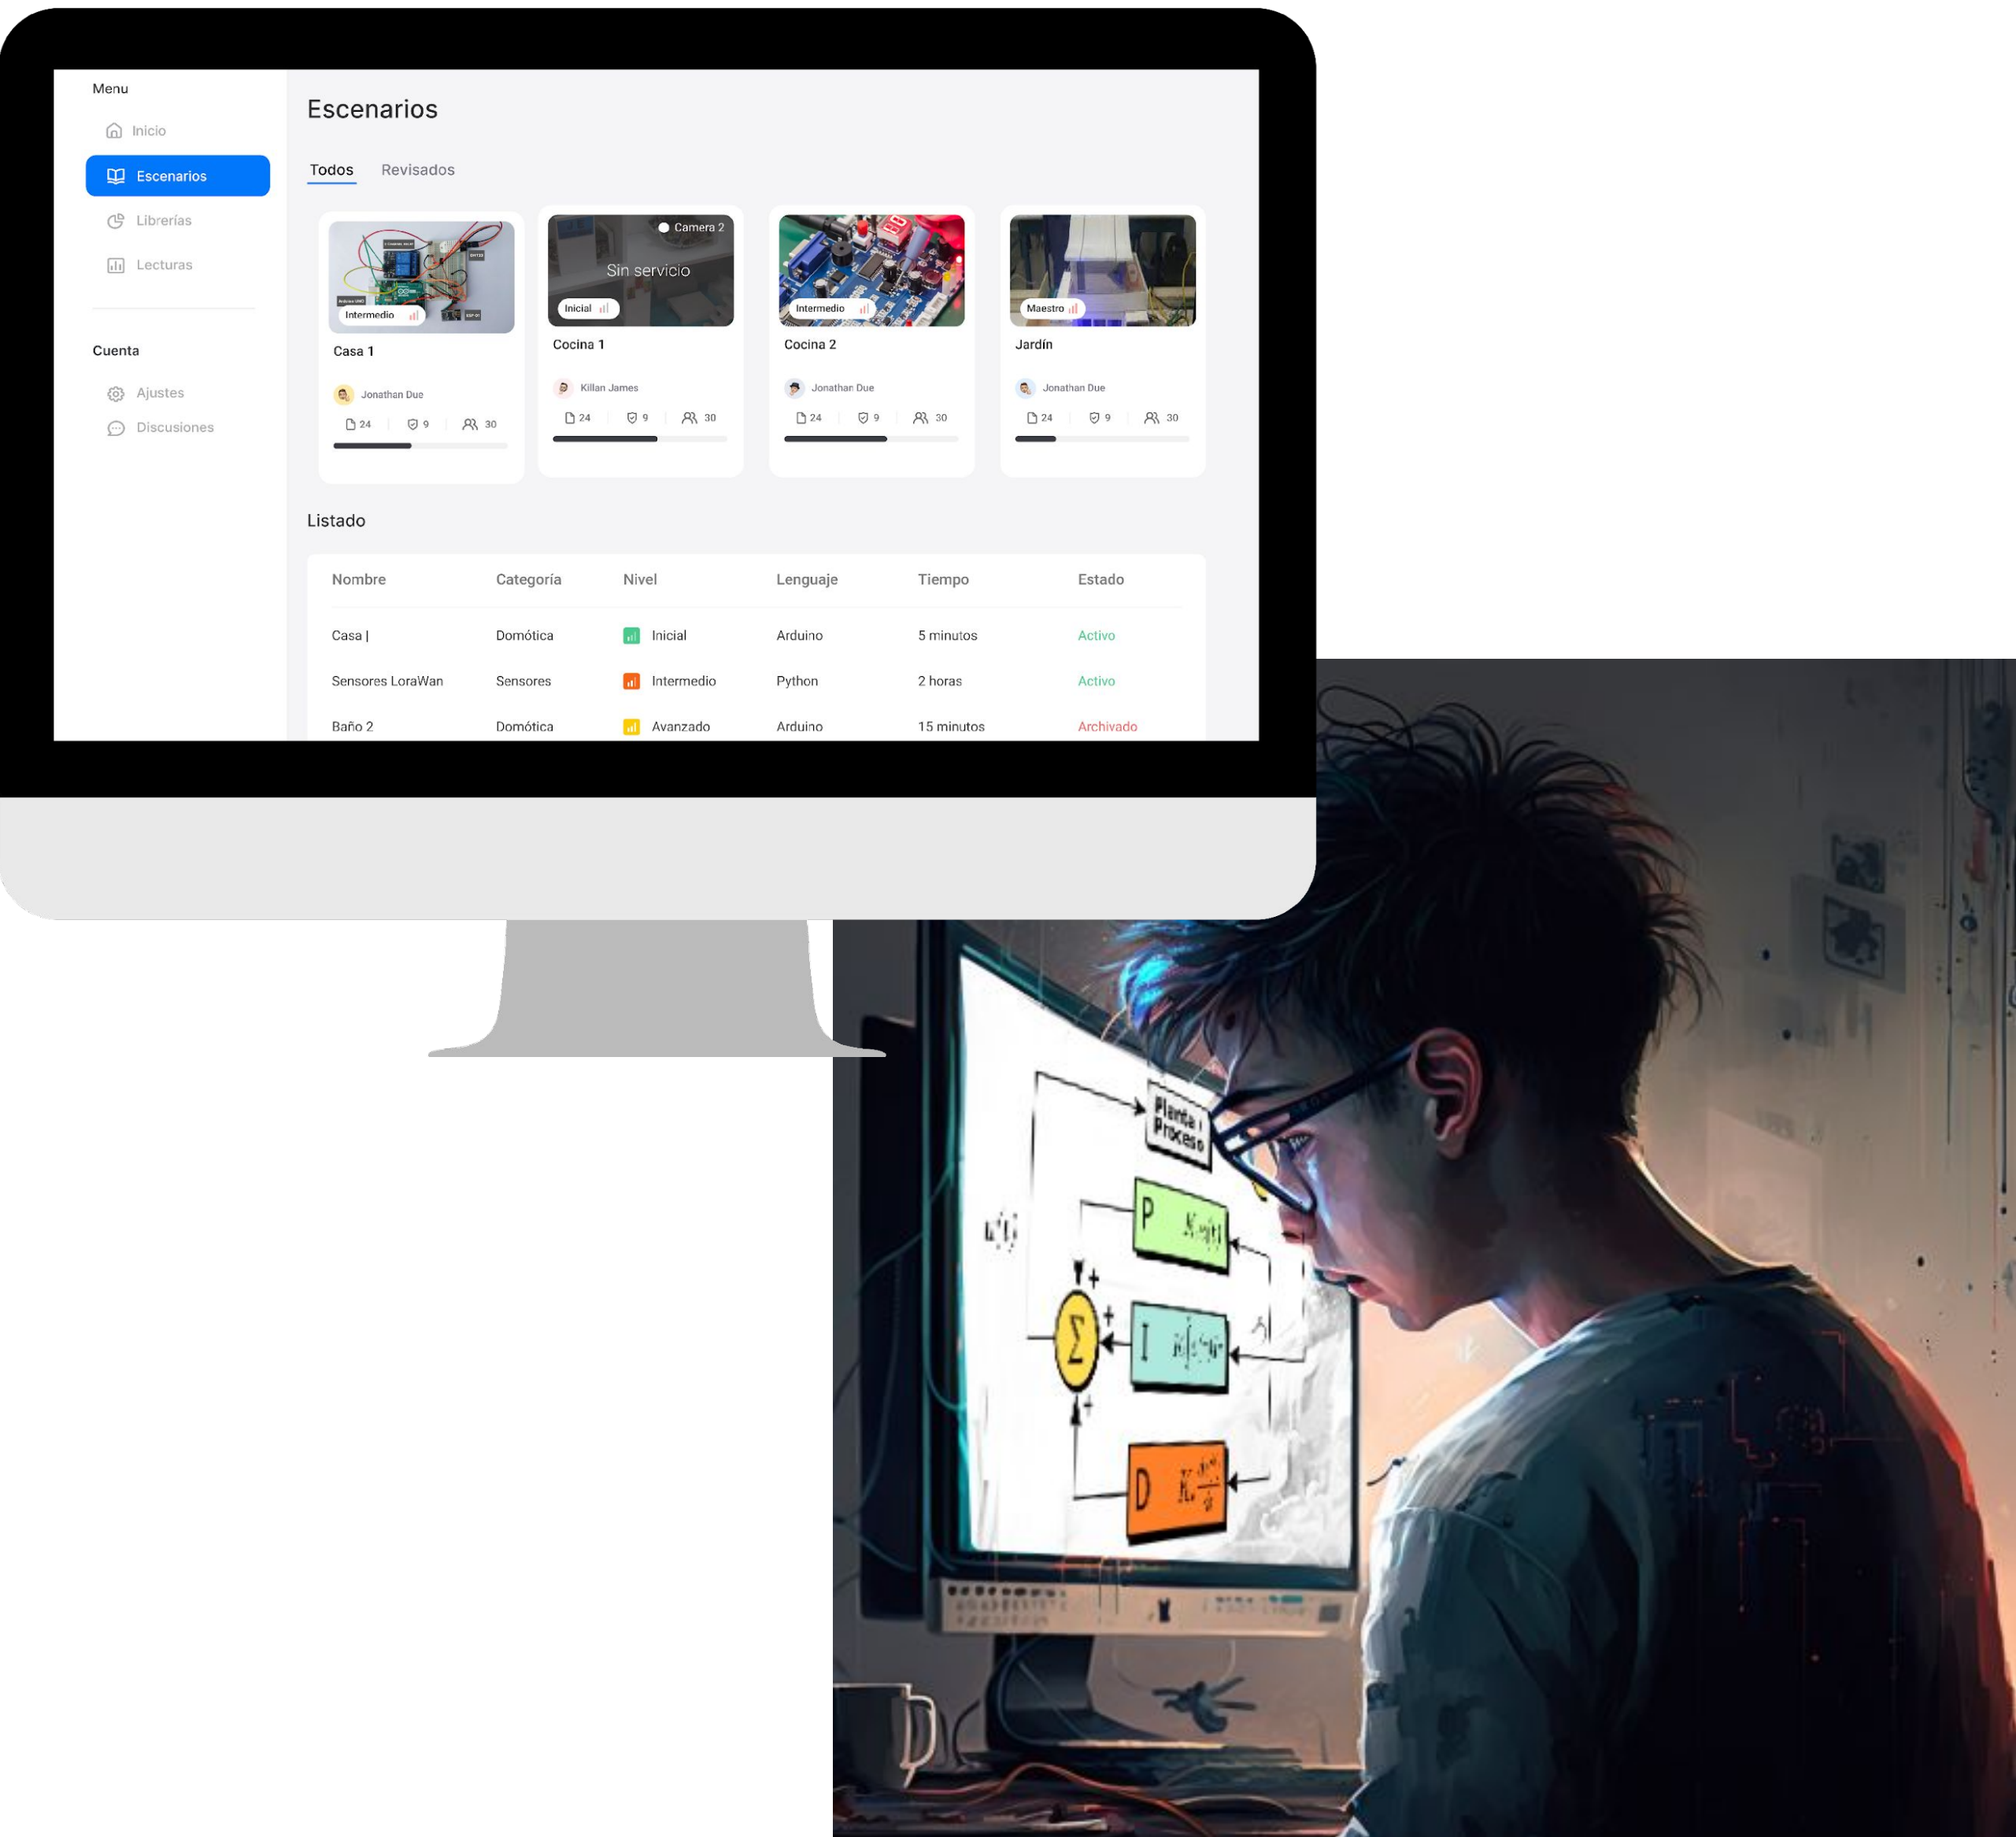 Menu
Inicio
Escenarios
Librerías
Lecturas
Cuenta
Ajustes
Discusiones
Escenarios
Todos Revisados
Intermedio
Casa 1
Jonathan Due
24 9 30
Camera 2
Sin servicio
Inicial
Cocina 1
Killan James
24 9 30
Intermedio
Cocina 2
Jonathan Due
24 9 30
Maestro
Jardín
Jonathan Due
24 9 30
Listado
Nombre Categoría Nivel Lenguaje Tiempo Estado
Casa | Domótica Inicial Arduino 5 minutos Activo
Sensores LoraWan Sensores Intermedio Python 2 horas Activo
Baño 2 Domótica Avanzado Arduino 15 minutos Archivado
Planta
Proceso
P
+
Σ
+
I
+
D